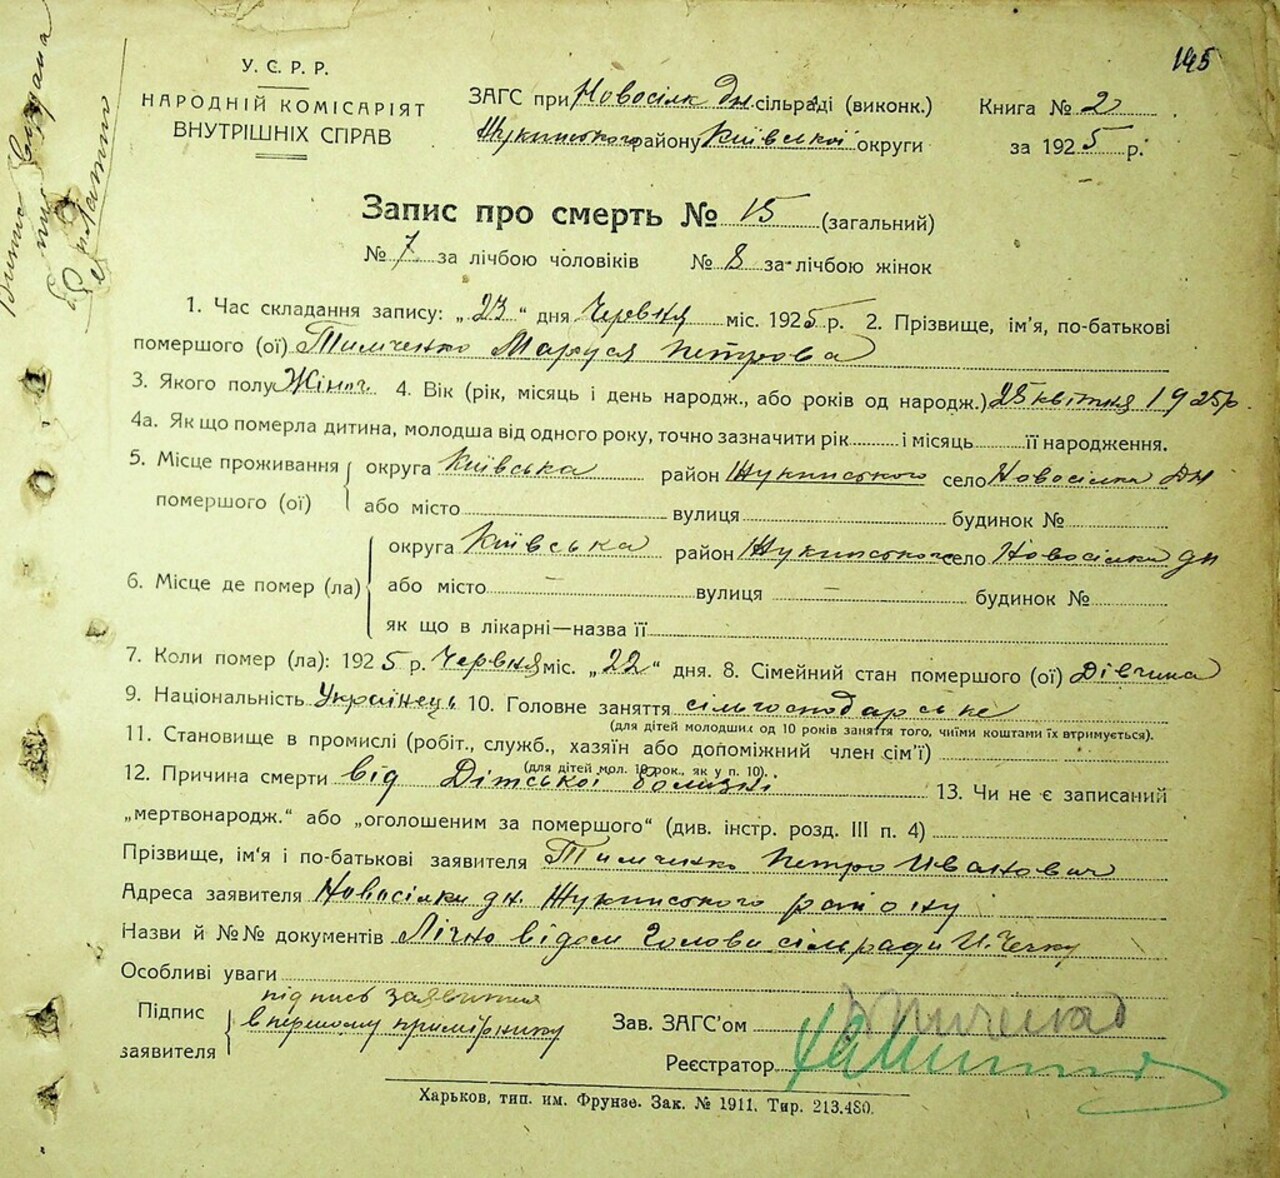 145
У. С. Р. Р.
НАРОДНІЙ КОМІСАРІЯТ
ВНУТРІШНІХ СПРАВ
ЗАГС при Новосілк Дн. сільраді (виконк.)
Жукинського району Київської округи
Книга № 2
за 1925 р.
Запис про смерть № 15 (загальний)
№ 7 за лічбою чоловіків № 8 за лічбою жінок
1. Час складання запису: „23“ дня Червня міс. 1925 р. 2. Прізвище, ім'я, по-батькові
помершого (ої) Тимченко Маруся Петрова
3. Якого полу Жіноч. 4. Вік (рік, місяць і день народж., або років од народж.) 25 квітня 1925 р.
4а. Як що померла дитина, молодша від одного року, точно зазначити рік і місяць її народження.
5. Місце проживання помершого (ої)
округа Київська район Жукинського село Новосілки Дн
або місто вулиця будинок №
6. Місце де помер (ла)
округа Київська район Жукинського село Новосілки дн
або місто — вулиця — будинок №
як що в лікарні—назва її
7. Коли помер (ла): 1925 р. Червня міс. „22“ дня. 8. Сімейний стан помершого (ої) Дівчина
9. Національність Українець 10. Головне заняття сільгосподарське
(для дітей молодших од 10 років заняття того, чиїми коштами їх втримується).
11. Становище в промислі (робіт., служб., хазяїн або допоміжний член сім'ї)
(для дітей мол. 10 рок., як у п. 10).
12. Причина смерти від Дітської болизні 13. Чи не є записаний
„мертвонародж.“ або „оголошеним за помершого“ (див. інстр. розд. III п. 4)
Прізвище, ім'я і по-батькові заявителя Тимченко Петро Иванович
Адреса заявителя Новосілки дн. Жукинського району
Назви й №№ документів Лічно відом Голови сільради И.
Особливі уваги
Підпис заявителя
підпись заявителя
в першому примірнику
Зав. ЗАГС'ом
Реєстратор
Харьков, тип. им. Фрунзе. Зак. № 1911. Тир. 213.480.